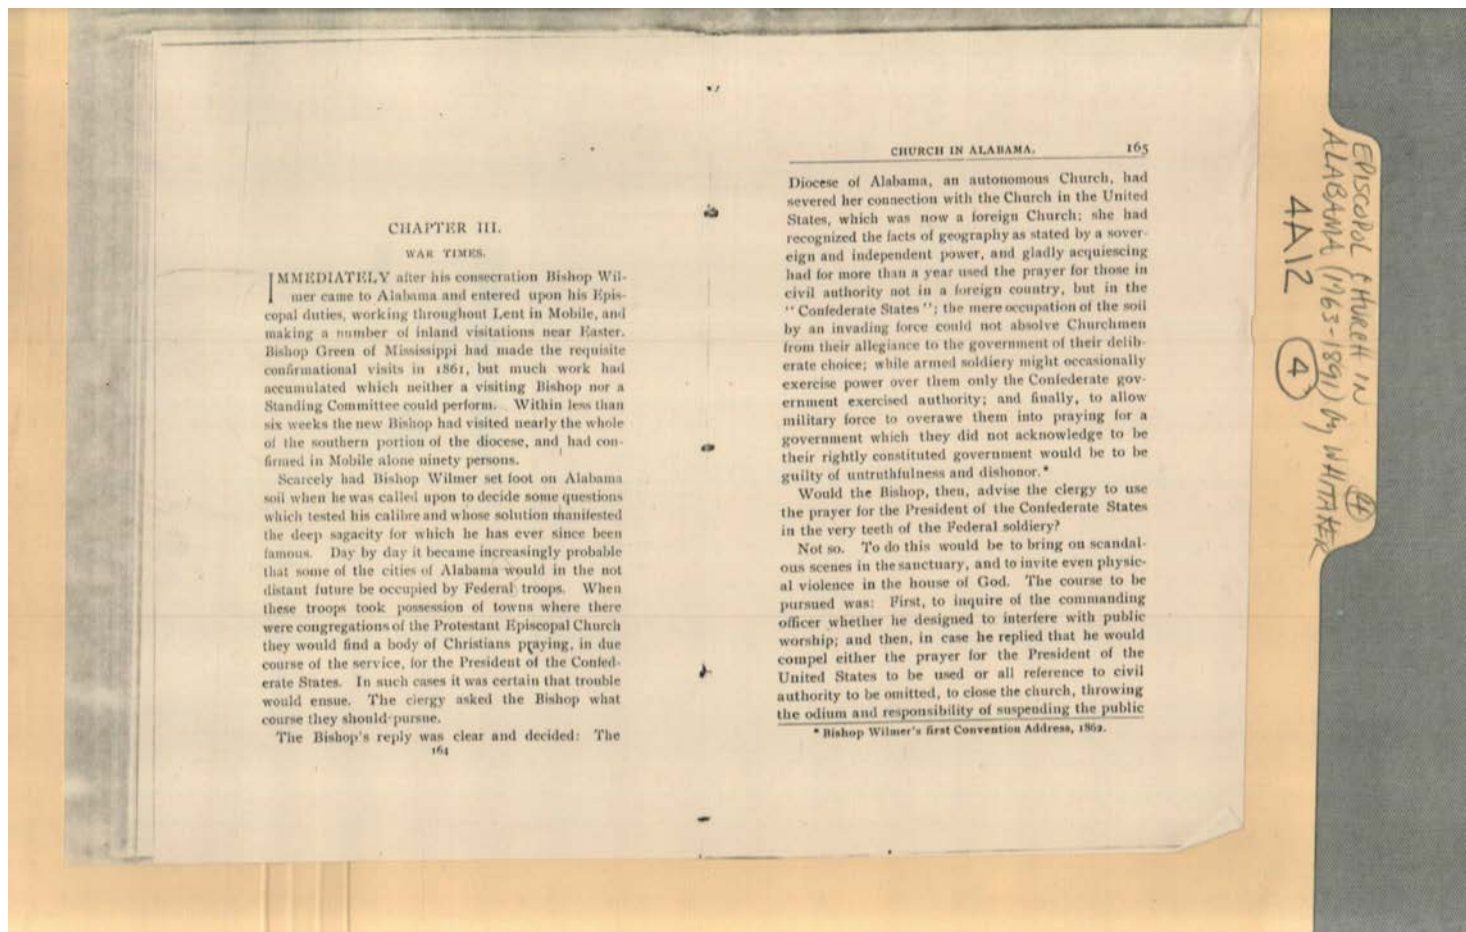 CHAPTER III.
WAR TIMES.
IMMEDIATELY after his consecration Bishop Wil-
mer came to Alabama and entered upon his Epis-
copal duties, working throughout Lent in Mobile, and
making a number of inland visitations near Easter.
Bishop Green of Mississippi had made the requisite
confirmational visits in 1861, but much work had
accumulated which neither a visiting Bishop nor a
Standing Committee could perform. Within less than
six weeks the new Bishop had visited nearly the whole
of the southern portion of the diocese, and had con-
firmed in Mobile alone ninety persons.
Scarcely had Bishop Wilmer set foot on Alabama
soil when he was called upon to decide some questions
which tested his calibre and whose solution manifested
the deep sagacity for which he has ever since been
famous. Day by day it became increasingly probable
that some of the cities of Alabama would in the not
distant future be occupied by Federal troops. When
these troops took possession of towns where there
were congregations of the Protestant Episcopal Church
they would find a body of Christians praying, in due
course of the service, for the President of the Confed-
erate States. In such cases it was certain that trouble
would ensue. The clergy asked the Bishop what
course they should pursue.
The Bishop's reply was clear and decided: The
164
CHURCH IN ALABAMA. 165
Diocese of Alabama, an autonomous Church, had
severed her connection with the Church in the United
States, which was now a foreign Church; she had
recognized the facts of geography as stated by a sover-
eign and independent power, and gladly acquiescing
had for more than a year used the prayer for those in
civil authority not in a foreign country, but in the
"Confederate States"; the mere occupation of the soil
by an invading force could not absolve Churchmen
from their allegiance to the government of their delib-
erate choice; while armed soldiery might occasionally
exercise power over them only the Confederate gov-
ernment exercised authority; and finally, to allow
military force to overawe them into praying for a
government which they did not acknowledge to be
their rightly constituted government would be to be
guilty of untruthfulness and dishonor.*
Would the Bishop, then, advise the clergy to use
the prayer for the President of the Confederate States
in the very teeth of the Federal soldiery?
Not so. To do this would be to bring on scandal-
ous scenes in the sanctuary, and to invite even physic-
al violence in the house of God. The course to be
pursued was: First, to inquire of the commanding
officer whether he designed to interfere with public
worship; and then, in case he replied that he would
compel either the prayer for the President of the
United States to be used or all reference to civil
authority to be omitted, to close the church, throwing
the odium and responsibility of suspending the public
* Bishop Wilmer's first Convention Address, 1862.
EPISCOPOL CHURCH IN
ALABAMA (1763-1891) by WHITAKER
4A12 4